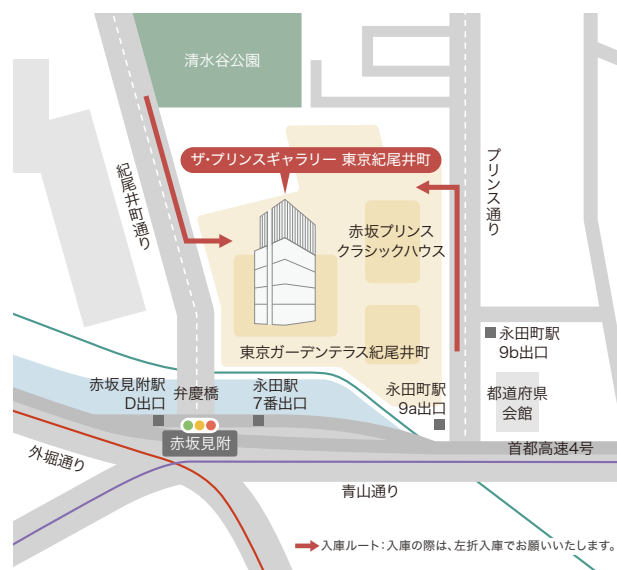 清水谷公園
ザ・プリンスギャラリー 東京紀尾井町
紀尾井町通り
プリンス通り
赤坂プリンス
クラシックハウス
東京ガーデンテラス紀尾井町
永田町駅
9b出口
赤坂見附駅
D出口
弁慶橋
永田駅
7番出口
永田町駅
9a出口
都道府県
会館
赤坂見附
外堀通り
首都高速4号
青山通り
入庫ルート：入庫の際は、左折入庫でお願いいたします。